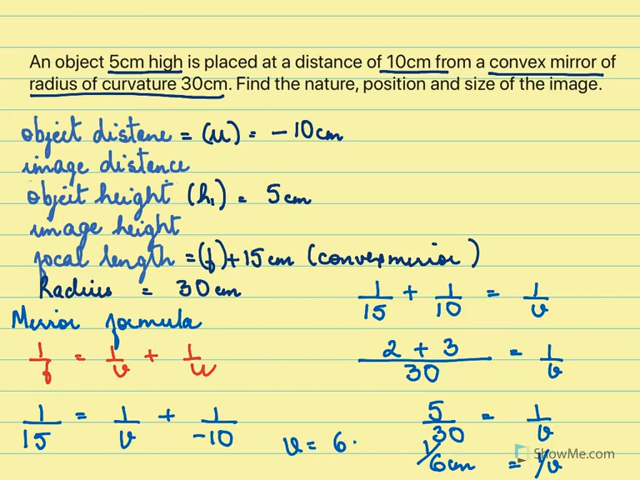 An object 5cm high is placed at a distance of 10cm from a convex mirror of
radius of curvature 30cm. Find the nature, position and size of the image.
object distane = (u) = -10cm
image distance
object height (h₁) = 5cm
image height
focal length = (f) +15cm (convex mirror)
Radius = 30cm
Mirror formula
1/f = 1/v + 1/u
1/15 = 1/v + 1/-10
1/15 + 1/10 = 1/v
2 + 3/30 = 1/v
5/30 = 1/v
1/6cm = 1/v
v = 6.
ShowMe.com